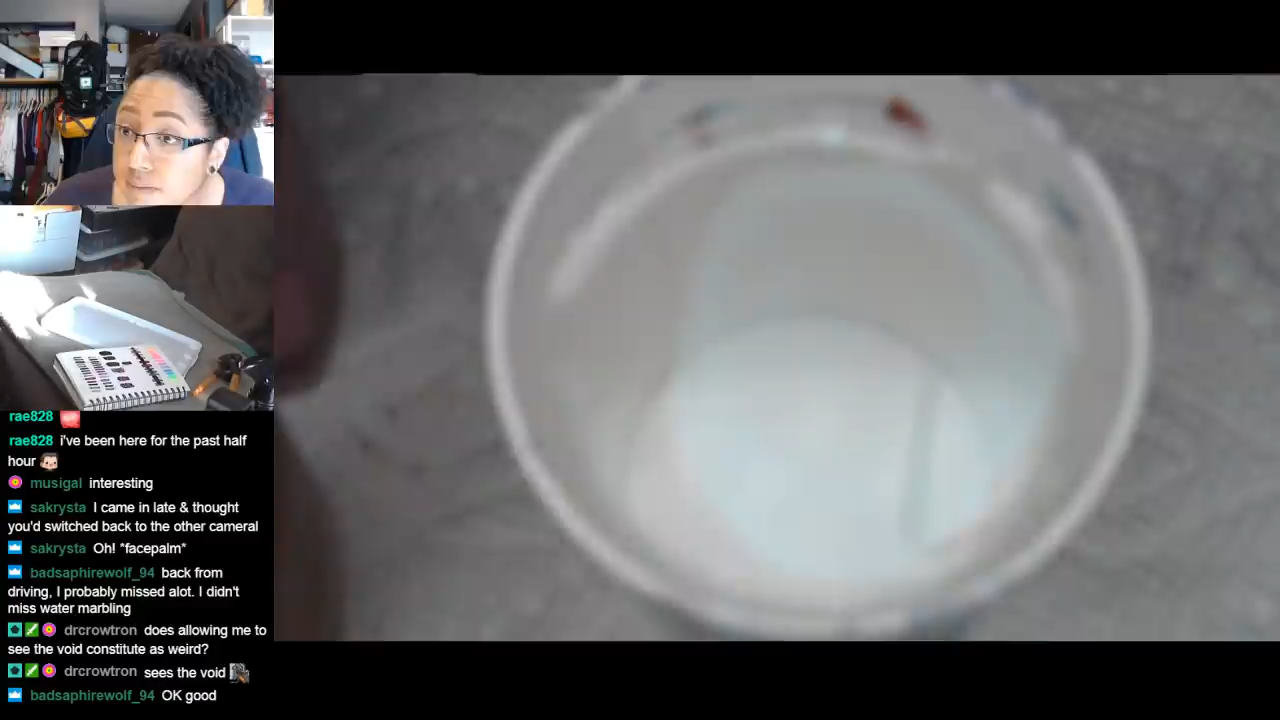 rae828
rae828 i've been here for the past half
hour
musigal interesting
sakrysta I came in late & thought
you'd switched back to the other camera!
sakrysta Oh! *facepalm*
badsaphirewolf_94 back from
driving, I probably missed alot. I didn't
miss water marbling
drcrowtron does allowing me to
see the void constitute as weird?
drcrowtron sees the void
badsaphirewolf_94 OK good